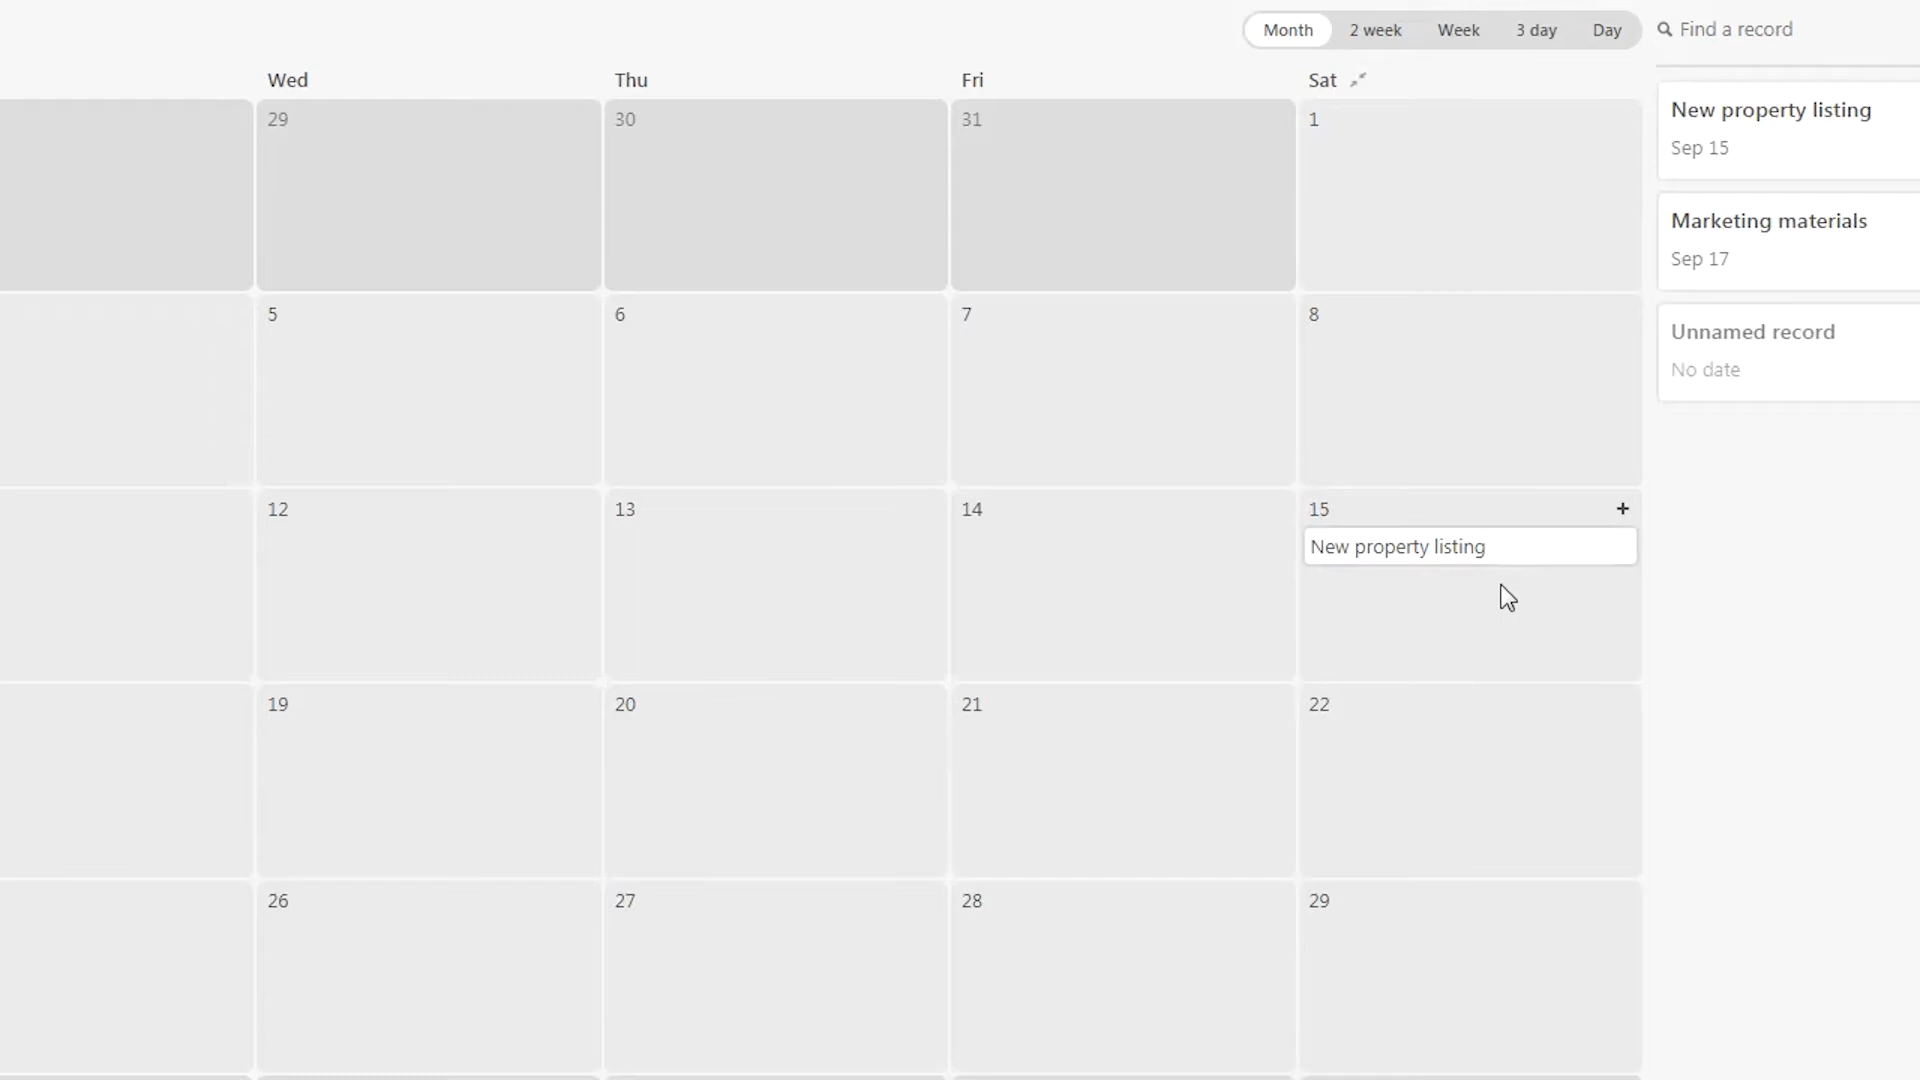 Month 2 week Week 3 day Day
Find a record
Wed Thu Fri Sat
29 30 31 1
5 6 7 8
12 13 14 15 +
New property listing
19 20 21 22
26 27 28 29
New property listing
Sep 15
Marketing materials
Sep 17
Unnamed record
No date